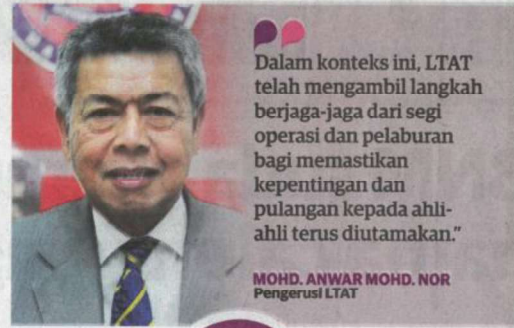 Dalam konteks ini, LTAT
telah mengambil langkah
berjaga-jaga dari segi
operasi dan pelaburan
bagi memastikan
kepentingan dan
pulangan kepada ahli-
ahli terus diutamakan.”
MOHD. ANWAR MOHD. NOR
Pengerusi LTAT